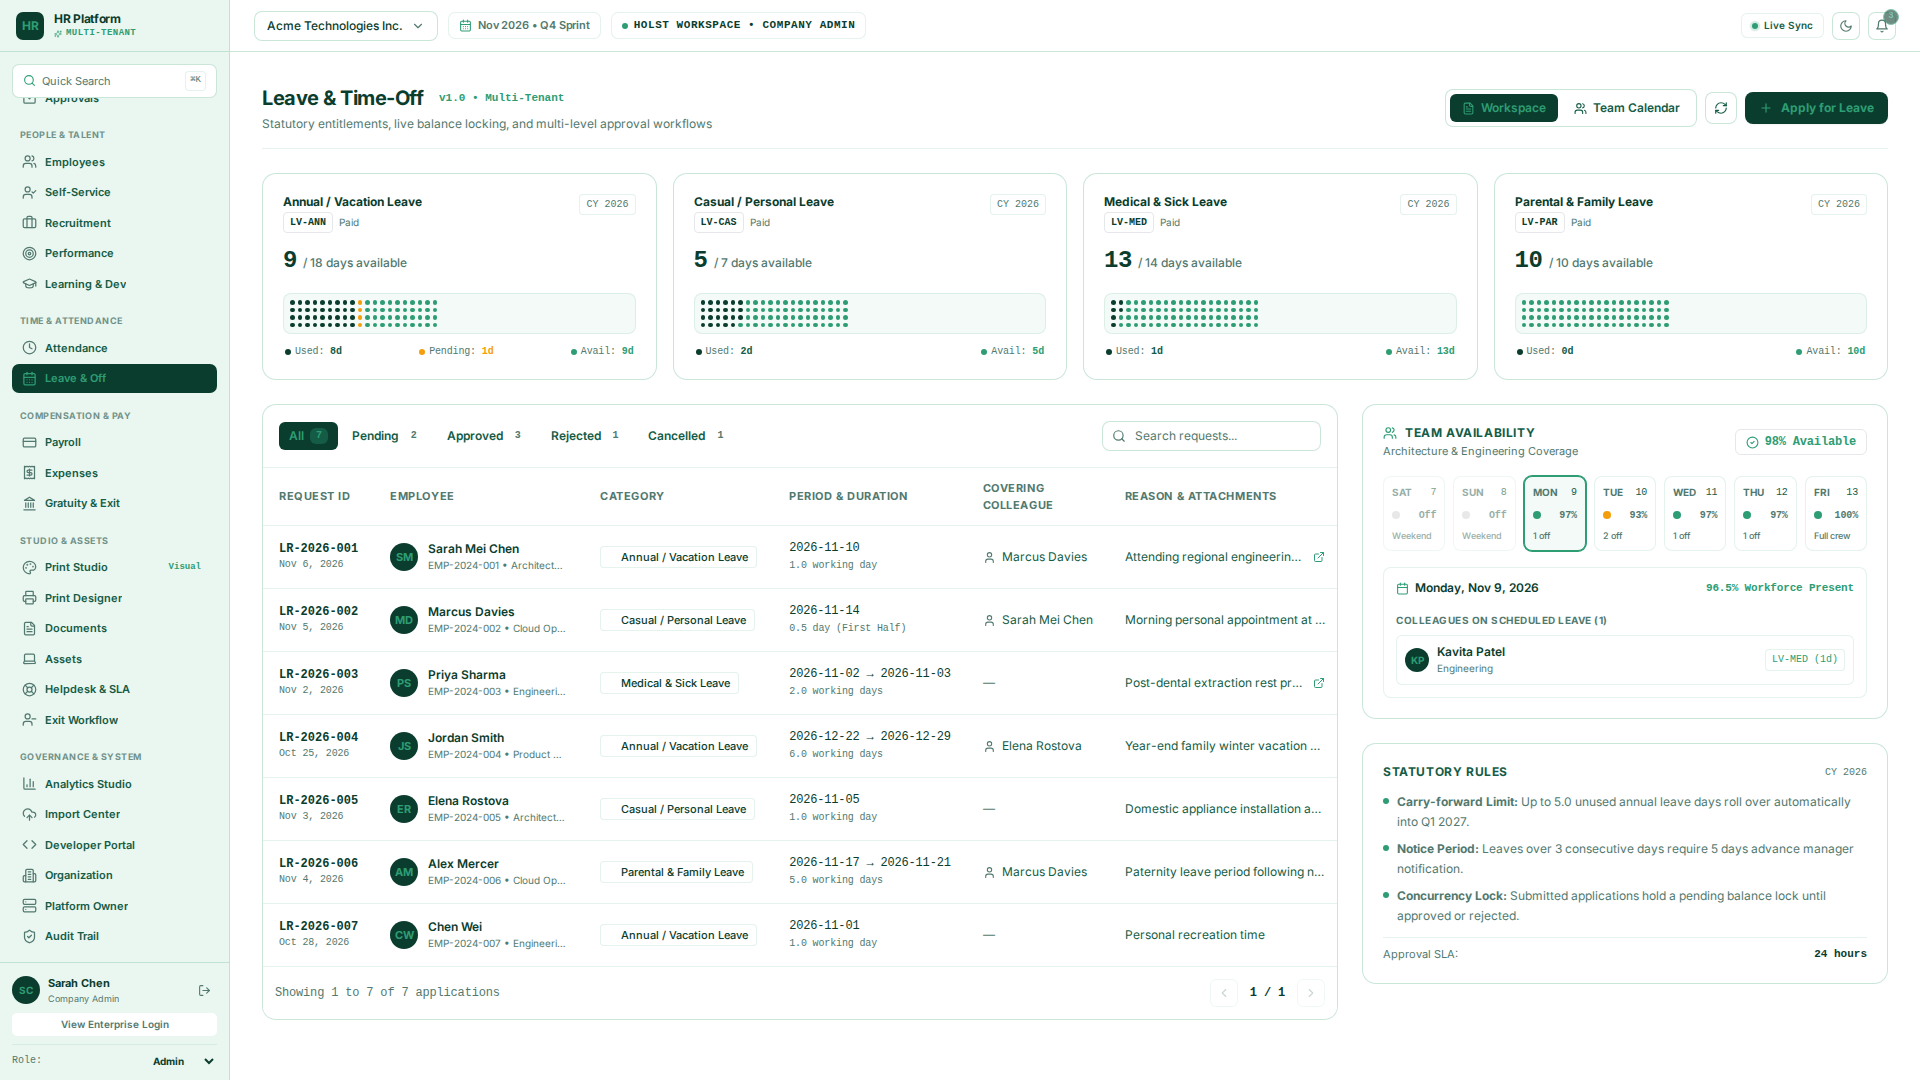 HR
HR Platform
MULTI-TENANT
Quick Search
⌘K
Approvals
PEOPLE & TALENT
Employees
Self-Service
Recruitment
Performance
Learning & Dev
TIME & ATTENDANCE
Attendance
Leave & Off
COMPENSATION & PAY
Payroll
Expenses
Gratuity & Exit
STUDIO & ASSETS
Print Studio
Visual
Print Designer
Documents
Assets
Helpdesk & SLA
Exit Workflow
GOVERNANCE & SYSTEM
Analytics Studio
Import Center
Developer Portal
Organization
Platform Owner
Audit Trail
SC
Sarah Chen
Company Admin
View Enterprise Login
Role:
Admin
Acme Technologies Inc.
Nov 2026 • Q4 Sprint
HOLST WORKSPACE • COMPANY ADMIN
Live Sync
Leave & Time-Off
v1.0 • Multi-Tenant
Statutory entitlements, live balance locking, and multi-level approval workflows
Workspace
Team Calendar
Apply for Leave
Annual / Vacation Leave
CY 2026
LV-ANN Paid
9 / 18 days available
Used: 8d
Pending: 1d
Avail: 9d
Casual / Personal Leave
CY 2026
LV-CAS Paid
5 / 7 days available
Used: 2d
Avail: 5d
Medical & Sick Leave
CY 2026
LV-MED Paid
13 / 14 days available
Used: 1d
Avail: 13d
Parental & Family Leave
CY 2026
LV-PAR Paid
10 / 10 days available
Used: 0d
Avail: 10d
All 7
Pending 2
Approved 3
Rejected 1
Cancelled 1
Search requests...
REQUEST ID
EMPLOYEE
CATEGORY
PERIOD & DURATION
COVERING COLLEAGUE
REASON & ATTACHMENTS
LR-2026-001
Nov 6, 2026
SM
Sarah Mei Chen
EMP-2024-001 • Architect...
Annual / Vacation Leave
2026-11-10
1.0 working day
Marcus Davies
Attending regional engineerin...
LR-2026-002
Nov 5, 2026
MD
Marcus Davies
EMP-2024-002 • Cloud Op...
Casual / Personal Leave
2026-11-14
0.5 day (First Half)
Sarah Mei Chen
Morning personal appointment at ...
LR-2026-003
Nov 2, 2026
PS
Priya Sharma
EMP-2024-003 • Engineeri...
Medical & Sick Leave
2026-11-02 → 2026-11-03
2.0 working days
—
Post-dental extraction rest pr...
LR-2026-004
Oct 25, 2026
JS
Jordan Smith
EMP-2024-004 • Product ...
Annual / Vacation Leave
2026-12-22 → 2026-12-29
6.0 working days
Elena Rostova
Year-end family winter vacation ...
LR-2026-005
Nov 3, 2026
ER
Elena Rostova
EMP-2024-005 • Architect...
Casual / Personal Leave
2026-11-05
1.0 working day
—
Domestic appliance installation a...
LR-2026-006
Nov 4, 2026
AM
Alex Mercer
EMP-2024-006 • Cloud Op...
Parental & Family Leave
2026-11-17 → 2026-11-21
5.0 working days
Marcus Davies
Paternity leave period following n...
LR-2026-007
Oct 28, 2026
CW
Chen Wei
EMP-2024-007 • Engineeri...
Annual / Vacation Leave
2026-11-01
1.0 working day
—
Personal recreation time
Showing 1 to 7 of 7 applications
1 / 1
TEAM AVAILABILITY
Architecture & Engineering Coverage
98% Available
SAT 7
Off
Weekend
SUN 8
Off
Weekend
MON 9
97%
1 off
TUE 10
93%
2 off
WED 11
97%
1 off
THU 12
97%
1 off
FRI 13
100%
Full crew
Monday, Nov 9, 2026
96.5% Workforce Present
COLLEAGUES ON SCHEDULED LEAVE (1)
KP
Kavita Patel
Engineering
LV-MED (1d)
STATUTORY RULES
CY 2026
Carry-forward Limit: Up to 5.0 unused annual leave days roll over automatically
into Q1 2027.
Notice Period: Leaves over 3 consecutive days require 5 days advance manager
notification.
Concurrency Lock: Submitted applications hold a pending balance lock until
approved or rejected.
Approval SLA:
24 hours